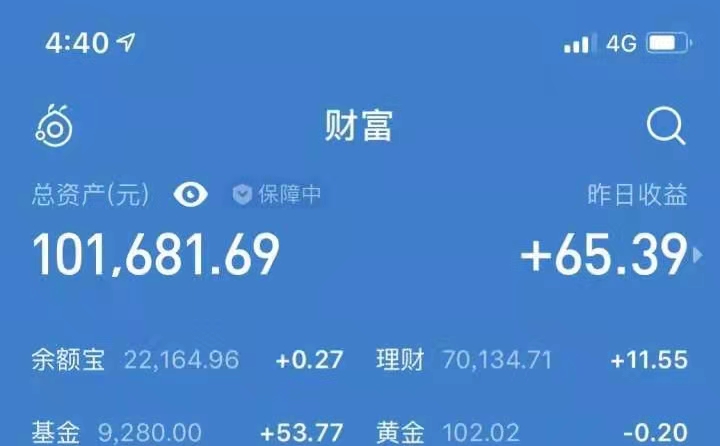 4:40 4G
财富
总资产(元) 保障中 昨日收益
101,681.69 +65.39
余额宝 22,164.96 +0.27 理财 70,134.71 +11.55
基金 9,280.00 +53.77 黄金 102.02 -0.20